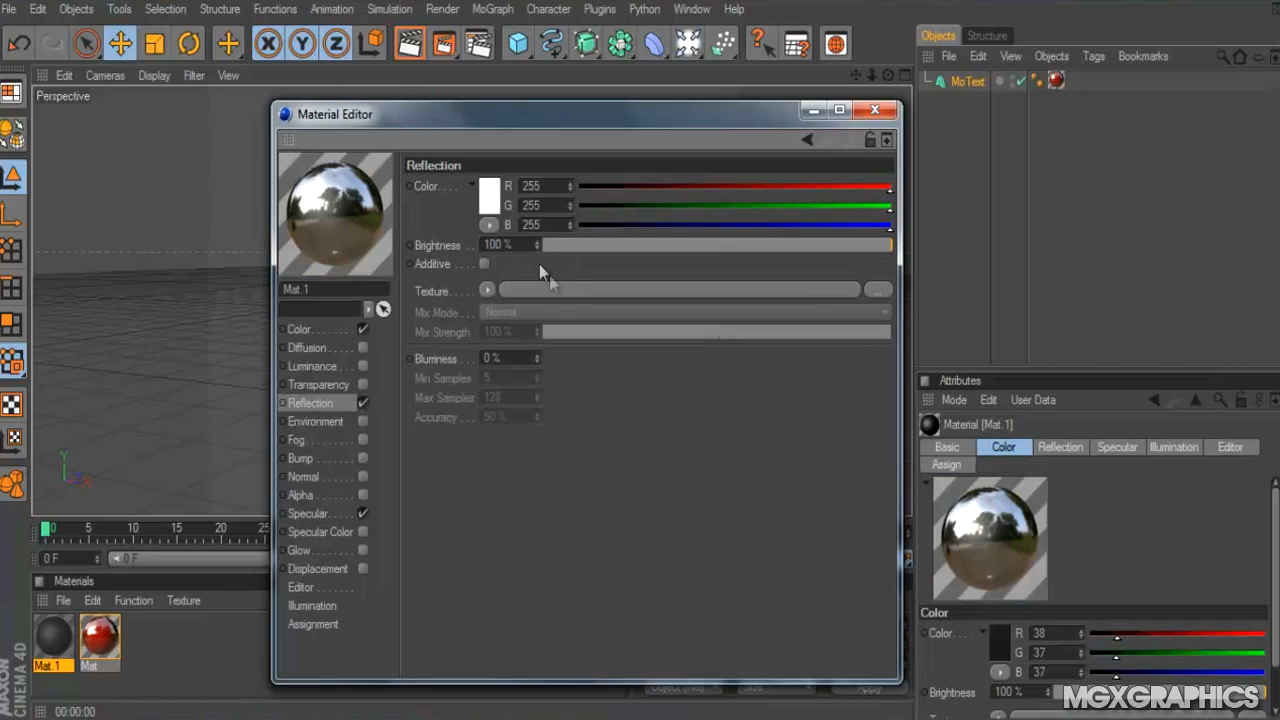 File Edit Objects Tools Selection Structure Functions Animation Simulation Render MoGraph Character Plugins Python Window Help
Objects Structure
File Edit View Objects Tags Bookmarks
Edit Cameras Display Filter View
Perspective
MoText
Material Editor
Reflection
Color. . . .
R 255
G 255
B 255
Brightness . . 100 %
Additive . . . .
Texture. . . . .
...
Mix Mode. . . Normal
Mix Strength 100 %
Blurriness . . . 0 %
Min Samples 5
Max Samples 128
Accuracy . . . 60 %
Mat.1
Color
Diffusion
Luminance
Transparency
Reflection
Environment
Fog
Bump
Normal
Alpha
Specular
Specular Color
Glow
Displacement
Editor
Illumination
Assignment
Attributes
Mode Edit User Data
Material [Mat.1]
Basic Color Reflection Specular Illumination Editor
Assign
Color
Color. . . .
R 38
G 37
B 37
Brightness . . 100 %
Y
X
0 5 10 15 20 25
0 F 0 F
Materials
File Edit Function Texture
Mat.1 Mat
Object (Rel) Size Apply
MAXON
CINEMA 4D
00:00:00
MGXGRAPHICS